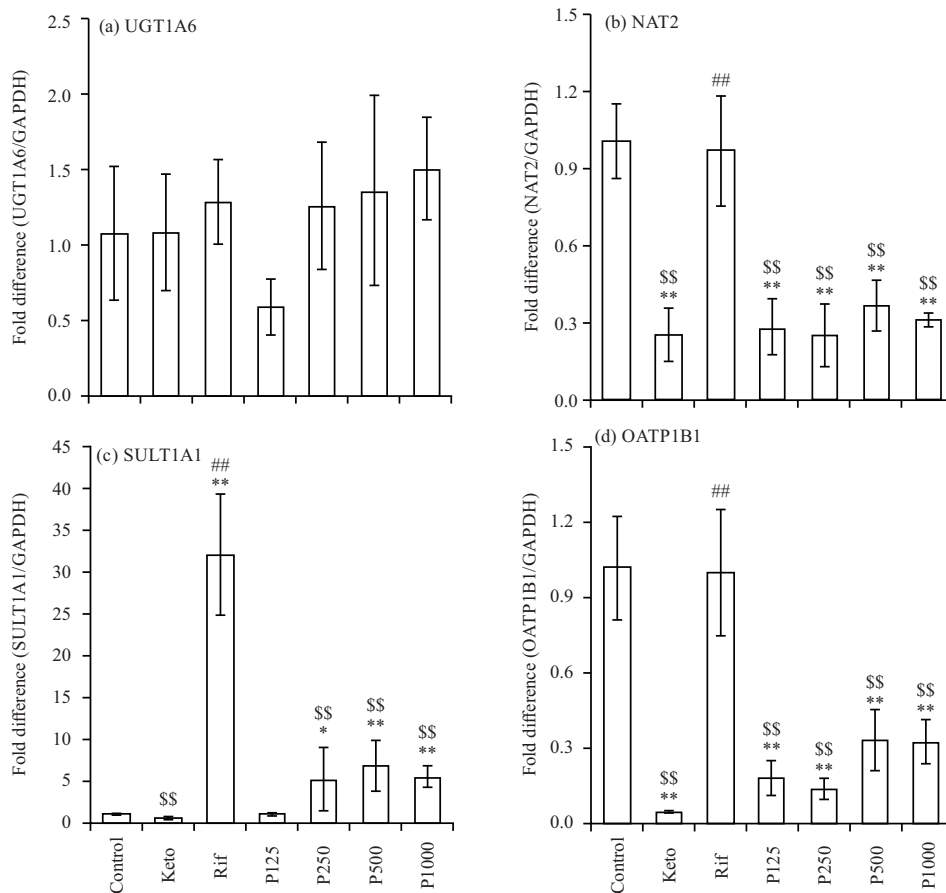 (a) UGT1A6
Fold difference (UGT1A6/GAPDH)
2.5
2.0
1.5
1.0
0.5
0.0
(b) NAT2
Fold difference (NAT2/GAPDH)
1.5
1.2
0.9
0.6
0.3
0.0
$$
**
##
$$
**
$$
**
$$
**
$$
**
(c) SULT1A1
Fold difference (SULT1A1/GAPDH)
45
40
35
30
25
20
15
10
5
0
$$
##
**
$$
*
$$
**
$$
**
Control
Keto
Rif
P125
P250
P500
P1000
(d) OATP1B1
Fold difference (OATP1B1/GAPDH)
1.5
1.2
0.9
0.6
0.3
0.0
$$
**
##
$$
**
$$
**
$$
**
$$
**
Control
Keto
Rif
P125
P250
P500
P1000